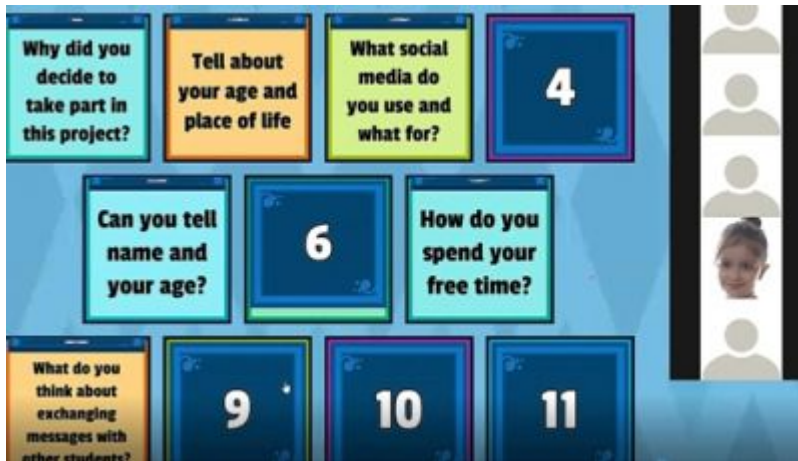 Why did you
decide to
take part in
this project?
Tell about
your age and
place of life
What social
media do
you use and
what for?
4
Can you tell
name and
your age?
6
How do you
spend your
free time?
What do you
think about
exchanging
messages with
other students?
9
10
11